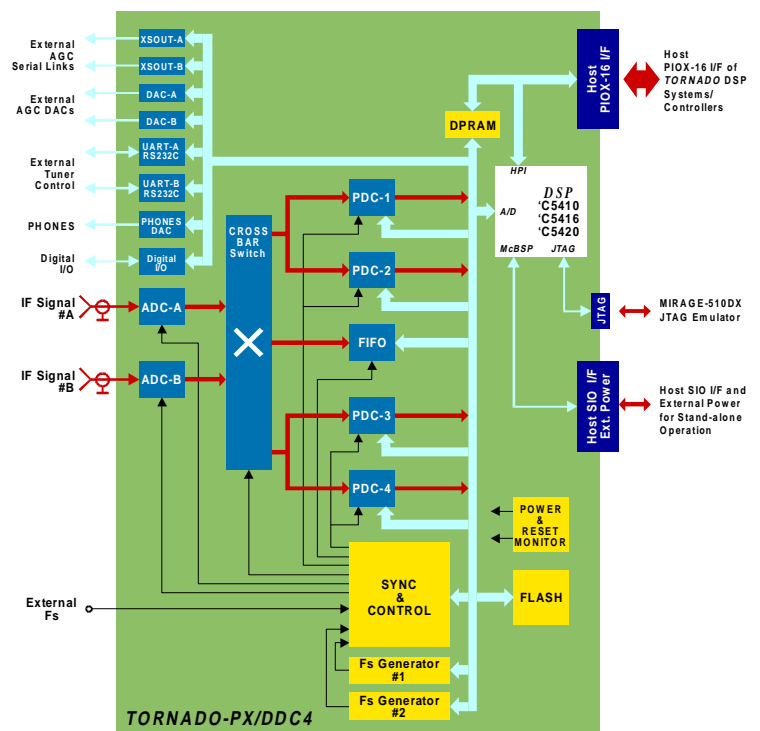 External
AGC
Serial Links
External
AGC DACs
External
Tuner
Control
PHONES
Digital
I/O
IF Signal
#A
IF Signal
#B
External
Fs
XSOUT-A
XSOUT-B
DAC-A
DAC-B
UART-A
RS232C
UART-B
RS232C
PHONES
DAC
Digital
I/O
ADC-A
ADC-B
CROSS
BAR
Switch
PDC-1
PDC-2
FIFO
PDC-3
PDC-4
SYNC
&
CONTROL
Fs Generator
#1
Fs Generator
#2
DPRAM
HPI
DSP
A/D
'C5410
'C5416
'C5420
McBSP
JTAG
POWER
&
RESET
MONITOR
FLASH
Host
PIOX-16 I/F
JTAG
Host SIO I/F
Ext. Power
Host
PIOX-16 I/F of
TORNADO DSP
Systems/
Controllers
MIRAGE-510DX
JTAG Emulator
Host SIO I/F and
External Power
for Stand-alone
Operation
TORNADO-PX/DDC4